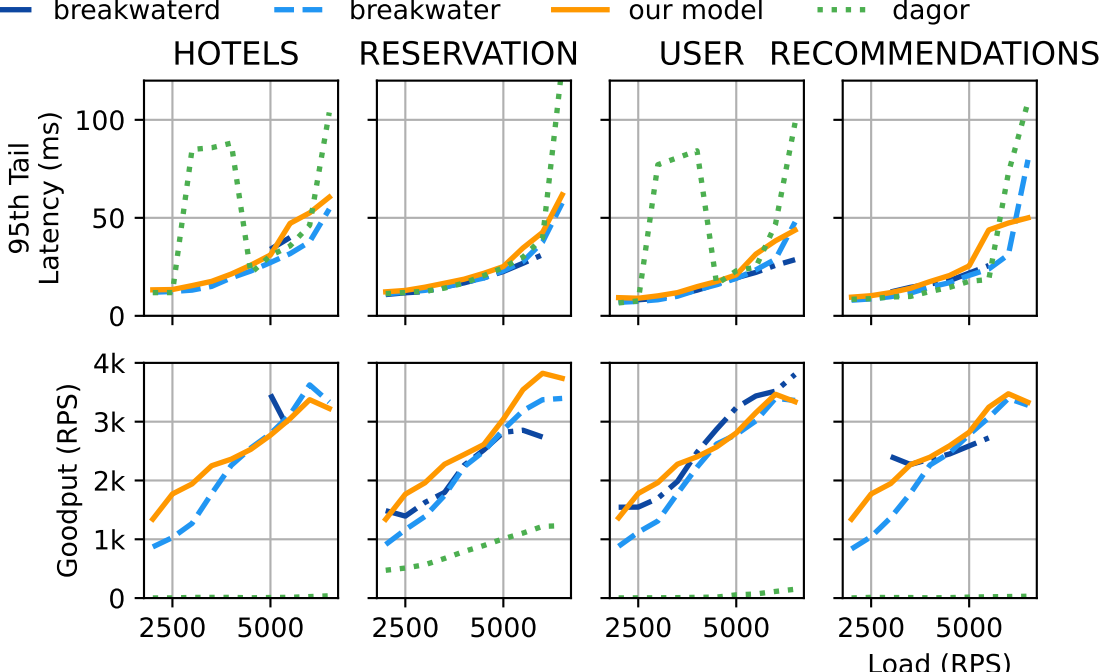 breakwaterd breakwater our model dagor
HOTELS RESERVATION USER RECOMMENDATIONS
95th Tail
Latency (ms)
100
50
0
Goodput (RPS)
4k
3k
2k
1k
0
2500 5000 2500 5000 2500 5000 2500 5000
Load (RPS)